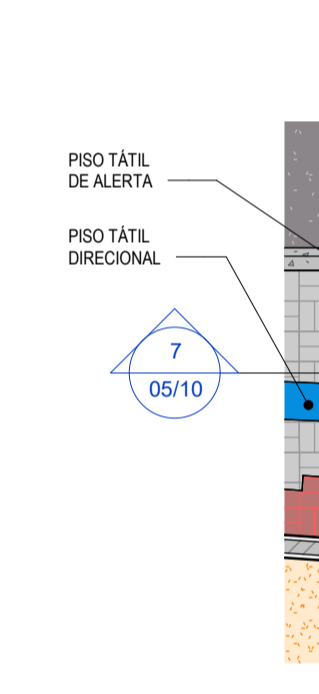 PISO TÁTIL
DE ALERTA
PISO TÁTIL
DIRECIONAL
7
05/10